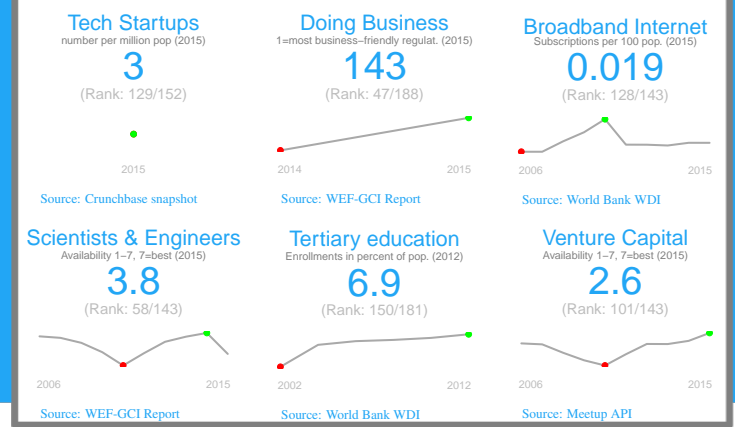 Tech Startups
number per million pop (2015)
3
(Rank: 129/152)
2015
Source: Crunchbase snapshot
Doing Business
1=most business−friendly regulat. (2015)
143
(Rank: 47/188)
2014 2015
Source: WEF-GCI Report
Broadband Internet
Subscriptions per 100 pop. (2015)
0.019
(Rank: 128/143)
2006 2015
Source: World Bank WDI
Scientists & Engineers
Availability 1−7, 7=best (2015)
3.8
(Rank: 58/143)
2006 2015
Source: WEF-GCI Report
Tertiary education
Enrollments in percent of pop. (2012)
6.9
(Rank: 150/181)
2002 2012
Source: World Bank WDI
Venture Capital
Availability 1−7, 7=best (2015)
2.6
(Rank: 101/143)
2006 2015
Source: Meetup API